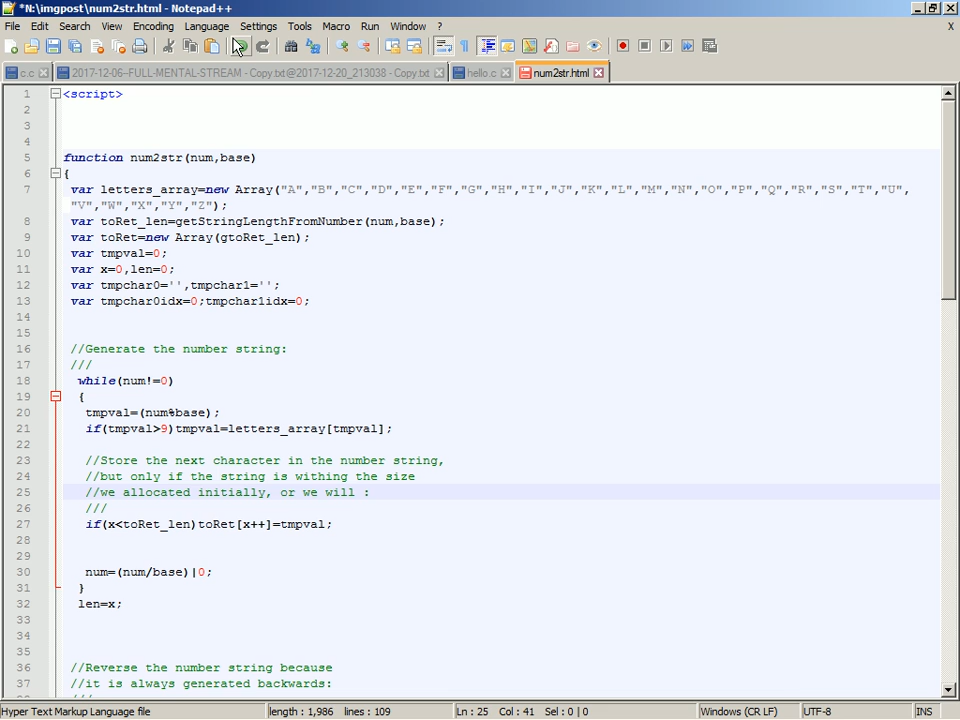 *N:\imgpost\num2str.html - Notepad++
File Edit Search View Encoding Language Settings Tools Macro Run Window ? X
c.c 2017-12-06--FULL-MENTAL-STREAM - Copy.txt@2017-12-20_213038 - Copy.txt hello.c num2str.html
1 <script>
2
3
4
5 function num2str(num,base)
6 {
7 var letters_array=new Array("A","B","C","D","E","F","G","H","I","J","K","L","M","N","O","P","Q","R","S","T","U",
"V","W","X","Y","Z");
8 var toRet_len=getStringLengthFromNumber(num,base);
9 var toRet=new Array(gtoRet_len);
10 var tmpval=0;
11 var x=0,len=0;
12 var tmpchar0='',tmpchar1='';
13 var tmpchar0idx=0;tmpchar1idx=0;
14
15
16 //Generate the number string:
17 ///
18 while(num!=0)
19 {
20 tmpval=(num%base);
21 if(tmpval>9)tmpval=letters_array[tmpval];
22
23 //Store the next character in the number string,
24 //but only if the string is withing the size
25 //we allocated initially, or we will :
26 ///
27 if(x<toRet_len)toRet[x++]=tmpval;
28
29
30 num=(num/base)|0;
31 }
32 len=x;
33
34
35
36 //Reverse the number string because
37 //it is always generated backwards:
Hyper Text Markup Language file length : 1,986 lines : 109 Ln : 25 Col : 41 Sel : 0 | 0 Windows (CR LF) UTF-8 INS